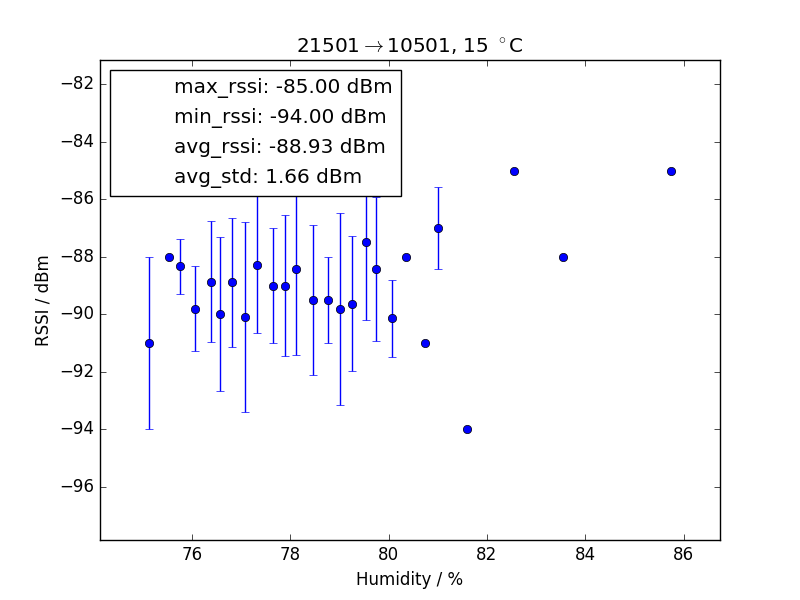 21501→10501, 15 °C
max_rssi: -85.00 dBm
min_rssi: -94.00 dBm
avg_rssi: -88.93 dBm
avg_std: 1.66 dBm
RSSI / dBm
−82
−84
−86
−88
−90
−92
−94
−96
76 78 80 82 84 86
Humidity / %